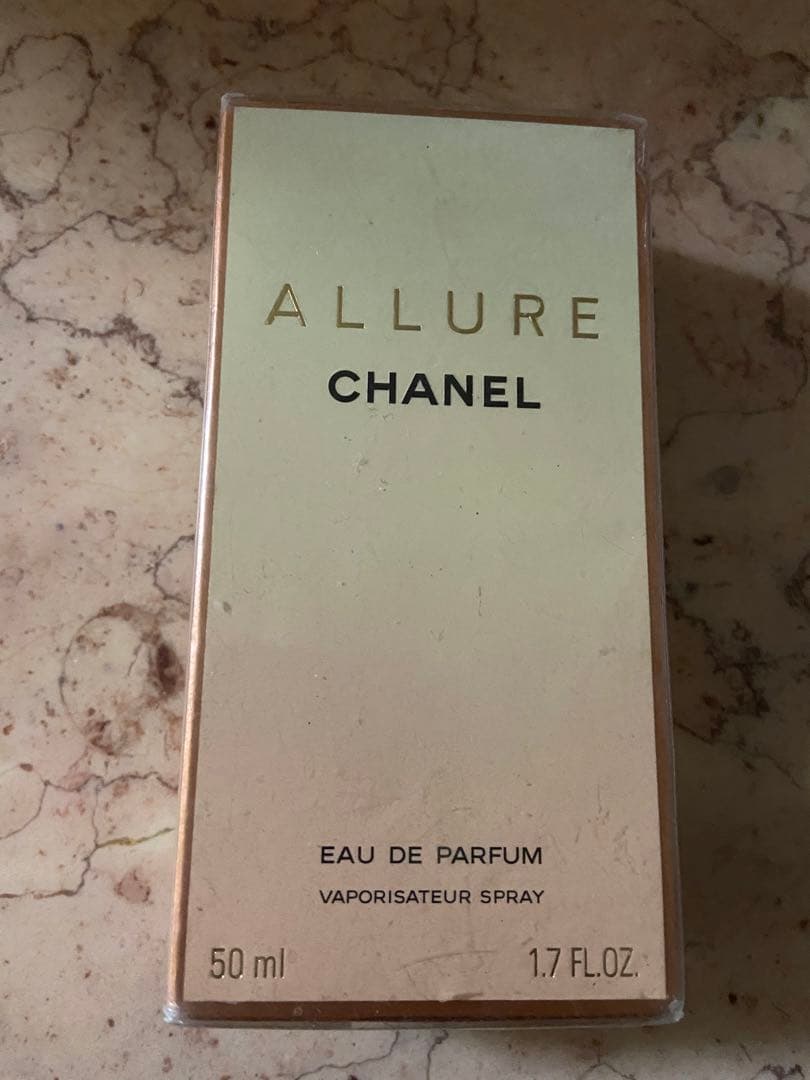 ALLURE
CHANEL
EAU DE PARFUM
VAPORISATEUR SPRAY
50 ml 1.7 FL.OZ.